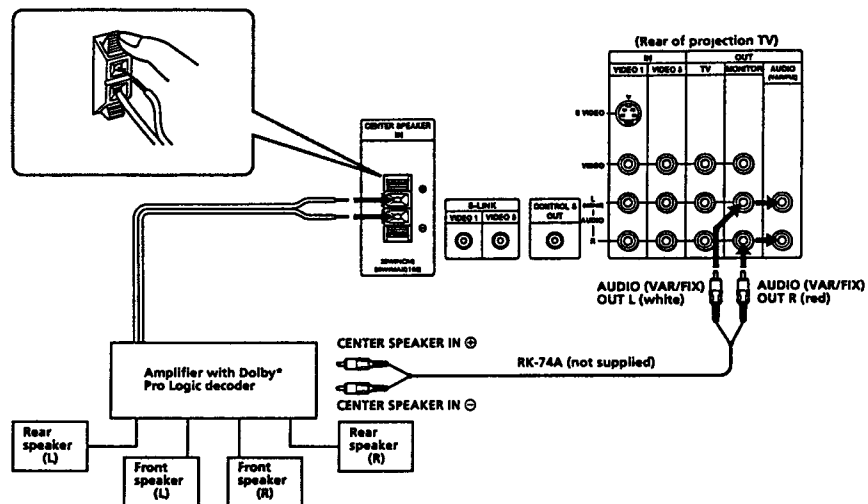 (Rear of projection TV)
IN
OUT
VIDEO 1
VIDEO 3
TV
MONITOR
AUDIO
(VAR/FIX)
S VIDEO
VIDEO
L
AUDIO
R
CENTER SPEAKER
IN
⊕
⊖
S-LINK
VIDEO 1
VIDEO 3
CONTROL S
OUT
AUDIO (VAR/FIX)
OUT L (white)
AUDIO (VAR/FIX)
OUT R (red)
CENTER SPEAKER IN ⊕
RK-74A (not supplied)
CENTER SPEAKER IN ⊖
Amplifier with Dolby*
Pro Logic decoder
Rear
speaker
(L)
Front
speaker
(L)
Front
speaker
(R)
Rear
speaker
(R)